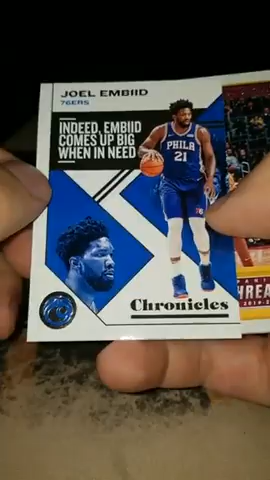 JOEL EMBIID
76ERS
INDEED, EMBIID
COMES UP BIG
WHEN IN NEED
PHILA
21
Chronicles